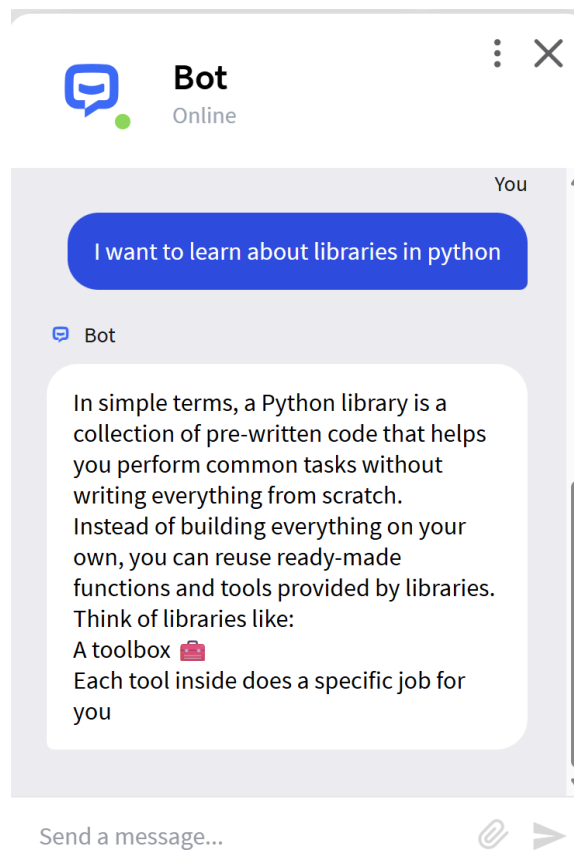 Bot
Online
You
I want to learn about libraries in python
Bot
In simple terms, a Python library is a
collection of pre-written code that helps
you perform common tasks without
writing everything from scratch.
Instead of building everything on your
own, you can reuse ready-made
functions and tools provided by libraries.
Think of libraries like:
A toolbox 🧰
Each tool inside does a specific job for
you
Send a message...